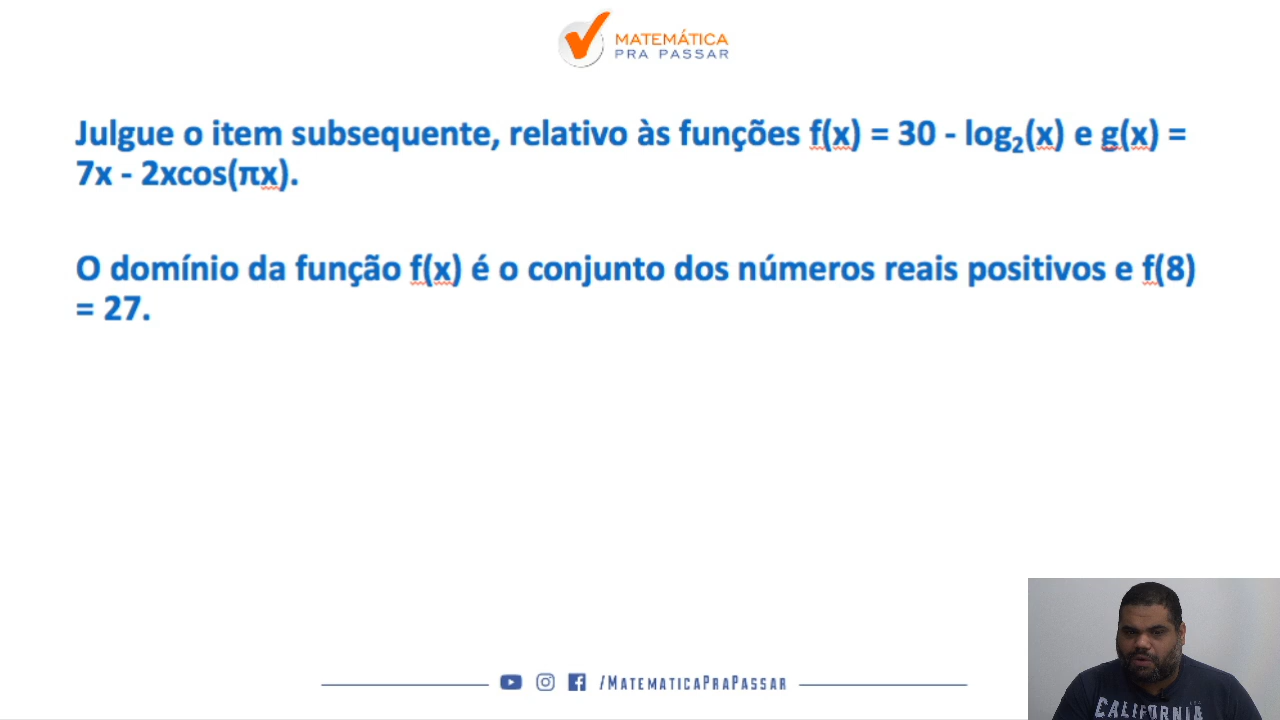 MATEMÁTICA
PRA PASSAR
Julgue o item subsequente, relativo às funções f(x) = 30 - log₂(x) e g(x) =
7x - 2xcos(πx).
O domínio da função f(x) é o conjunto dos números reais positivos e f(8)
= 27.
/MATEMATICAPRAPASSAR
CALIFORNIA